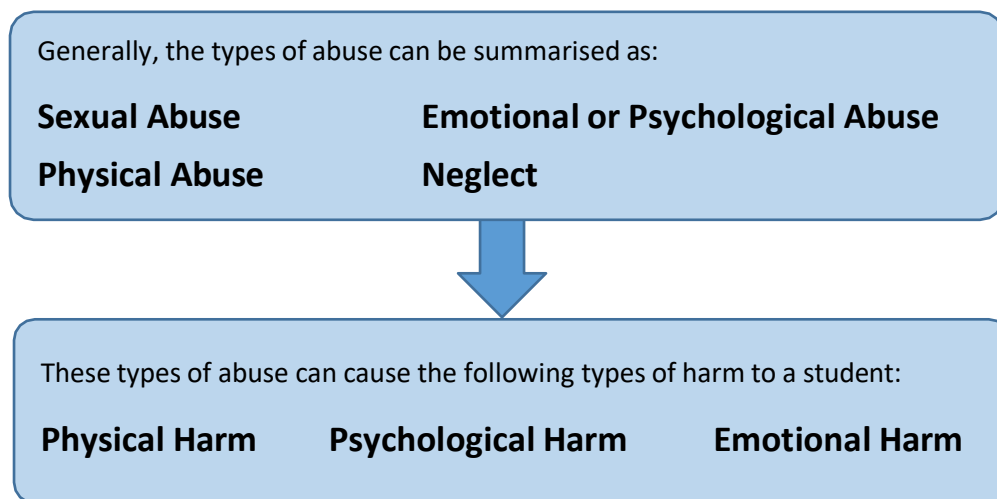 Generally, the types of abuse can be summarised as:
Sexual Abuse Emotional or Psychological Abuse
Physical Abuse Neglect
These types of abuse can cause the following types of harm to a student:
Physical Harm Psychological Harm Emotional Harm